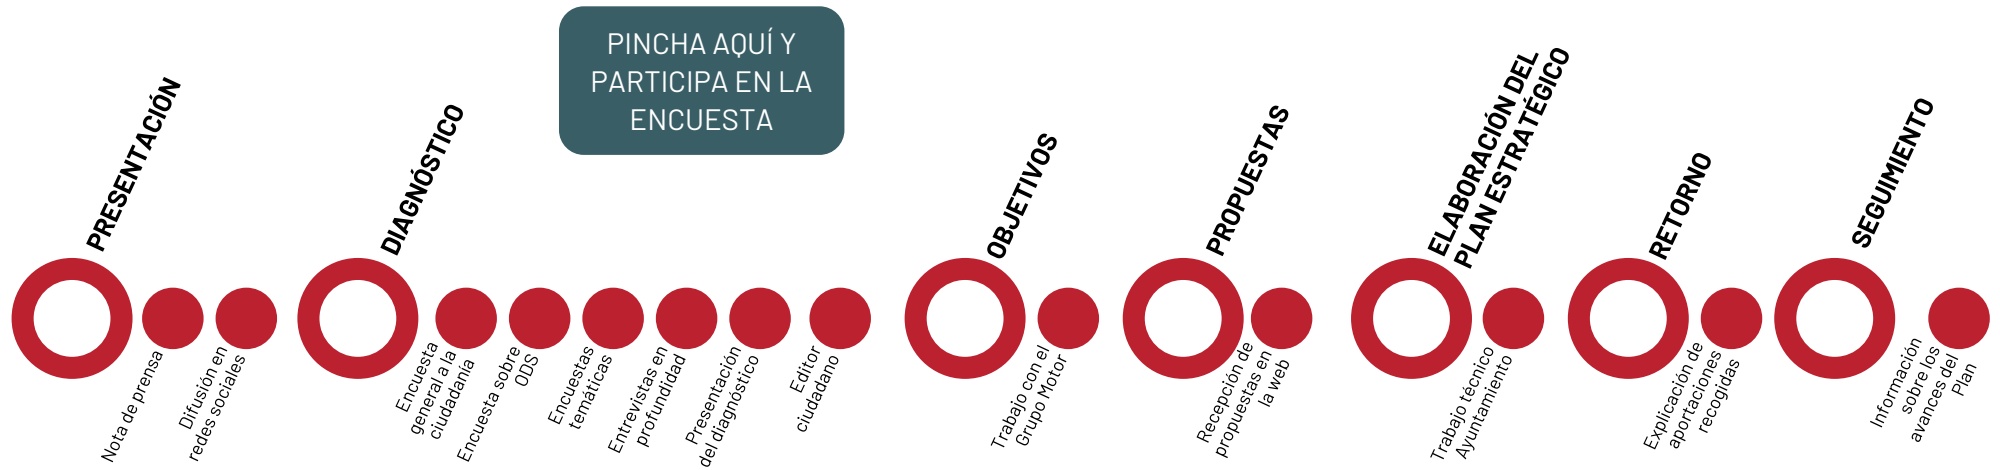 PINCHA AQUÍ Y
PARTICIPA EN LA
ENCUESTA
PRESENTACIÓN
Nota de prensa
Difusión en
redes sociales
DIAGNÓSTICO
Encuesta
general a la
ciudadanía
Encuesta sobre
ODS
Encuestas
temáticas
Entrevistas en
profundidad
Presentación
del diagnóstico
Editor
ciudadano
OBJETIVOS
Trabajo con el
Grupo Motor
PROPUESTAS
Recepción de
propuestas en
la web
ELABORACIÓN DEL
PLAN ESTRATÉGICO
Trabajo técnico
Ayuntamiento
RETORNO
Explicación de
aportaciones
recogidas
SEGUIMIENTO
Información
sobre los
avances del
Plan